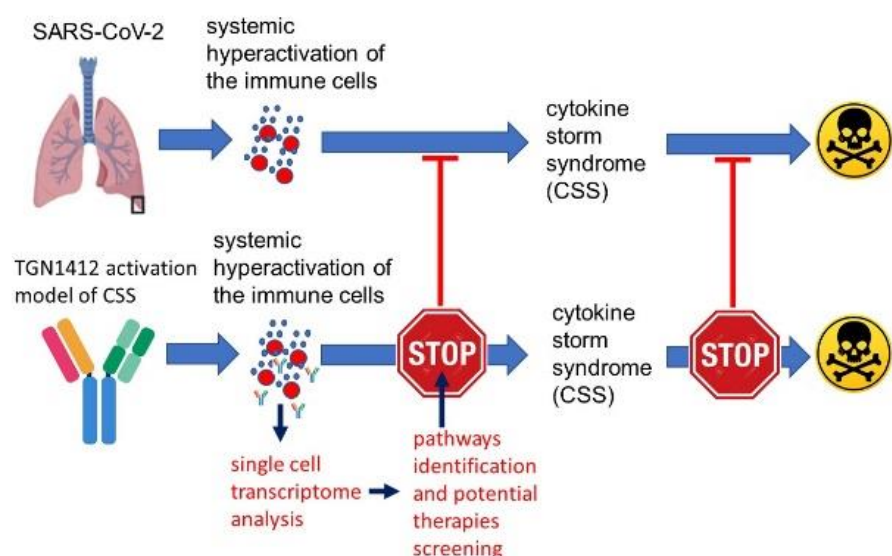 SARS-CoV-2
systemic
hyperactivation of
the immune cells
cytokine
storm
syndrome
(CSS)
TGN1412 activation
model of CSS
systemic
hyperactivation of
the immune cells
STOP
cytokine
storm
syndrome
(CSS)
STOP
single cell
transcriptome
analysis
pathways
identification
and potential
therapies
screening